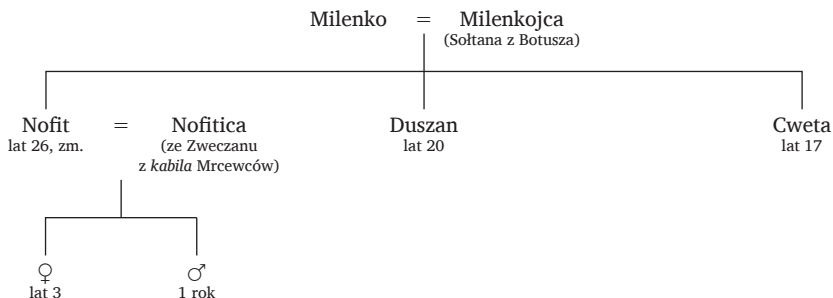 Milenko = Milenkojca
(Sołtana z Botusza)
Nofit = Nofitica Duszan Cweta
lat 26, zm. (ze Zweczanu lat 20 lat 17
z kabila Mrcewców)
♀ ♂
lat 3 1 rok